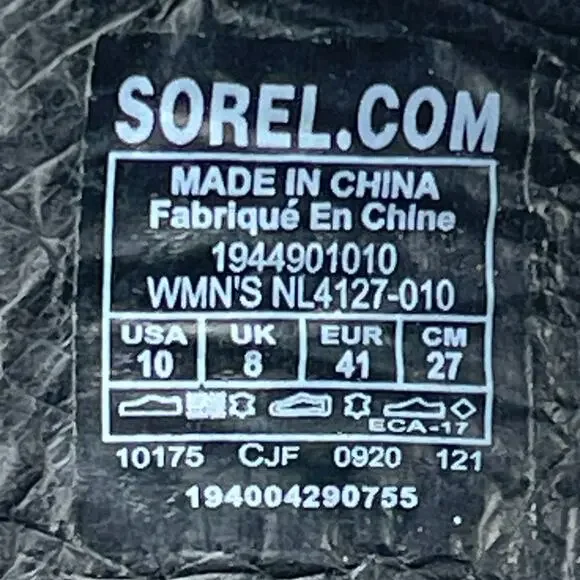 SOREL.COM
MADE IN CHINA
Fabriqué En Chine
1944901010
WMN'S NL4127-010
USA UK EUR CM
10 8 41 27
ECA-17
10175 CJF 0920 121
194004290755